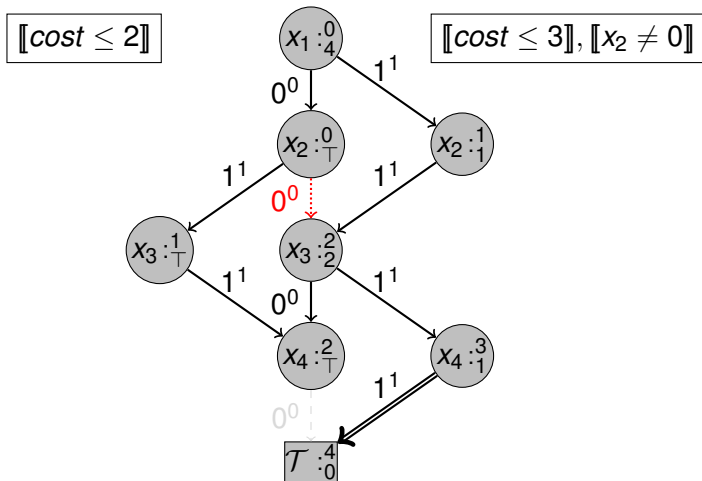 ⟦cost ≤ 2⟧
⟦cost ≤ 3⟧, ⟦x₂ ≠ 0⟧
x₁ :⁰₄
0⁰
1¹
x₂ :⁰⊤
x₂ :¹₁
1¹
0⁰
1¹
x₃ :¹⊤
x₃ :²₂
1¹
0⁰
1¹
x₄ :²⊤
x₄ :³₁
0⁰
1¹
𝒯 :⁴₀